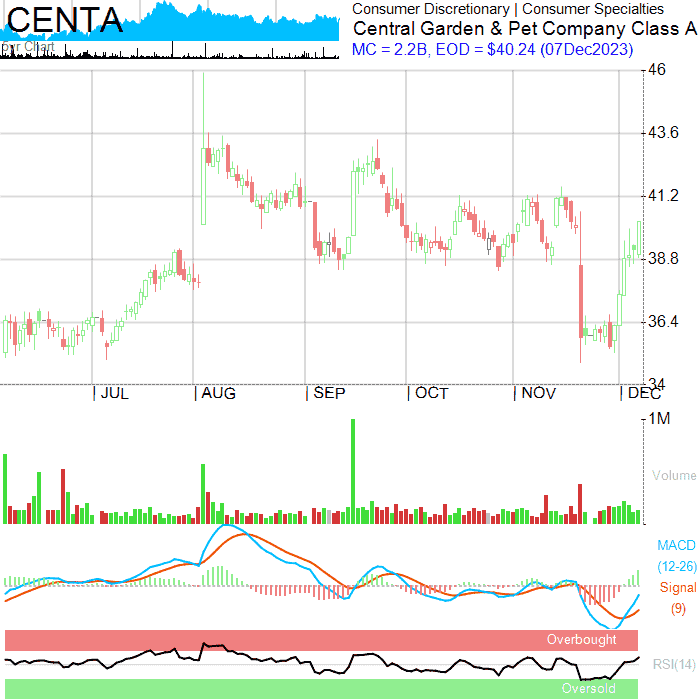 CENTA
5yr Chart
Consumer Discretionary | Consumer Specialties
Central Garden & Pet Company Class A
MC = 2.2B, EOD = $40.24 (07Dec2023)
46
43.6
41.2
38.8
36.4
34
JUL
AUG
SEP
OCT
NOV
DEC
1M
Volume
MACD
(12-26)
Signal
(9)
Overbought
RSI(14)
Oversold